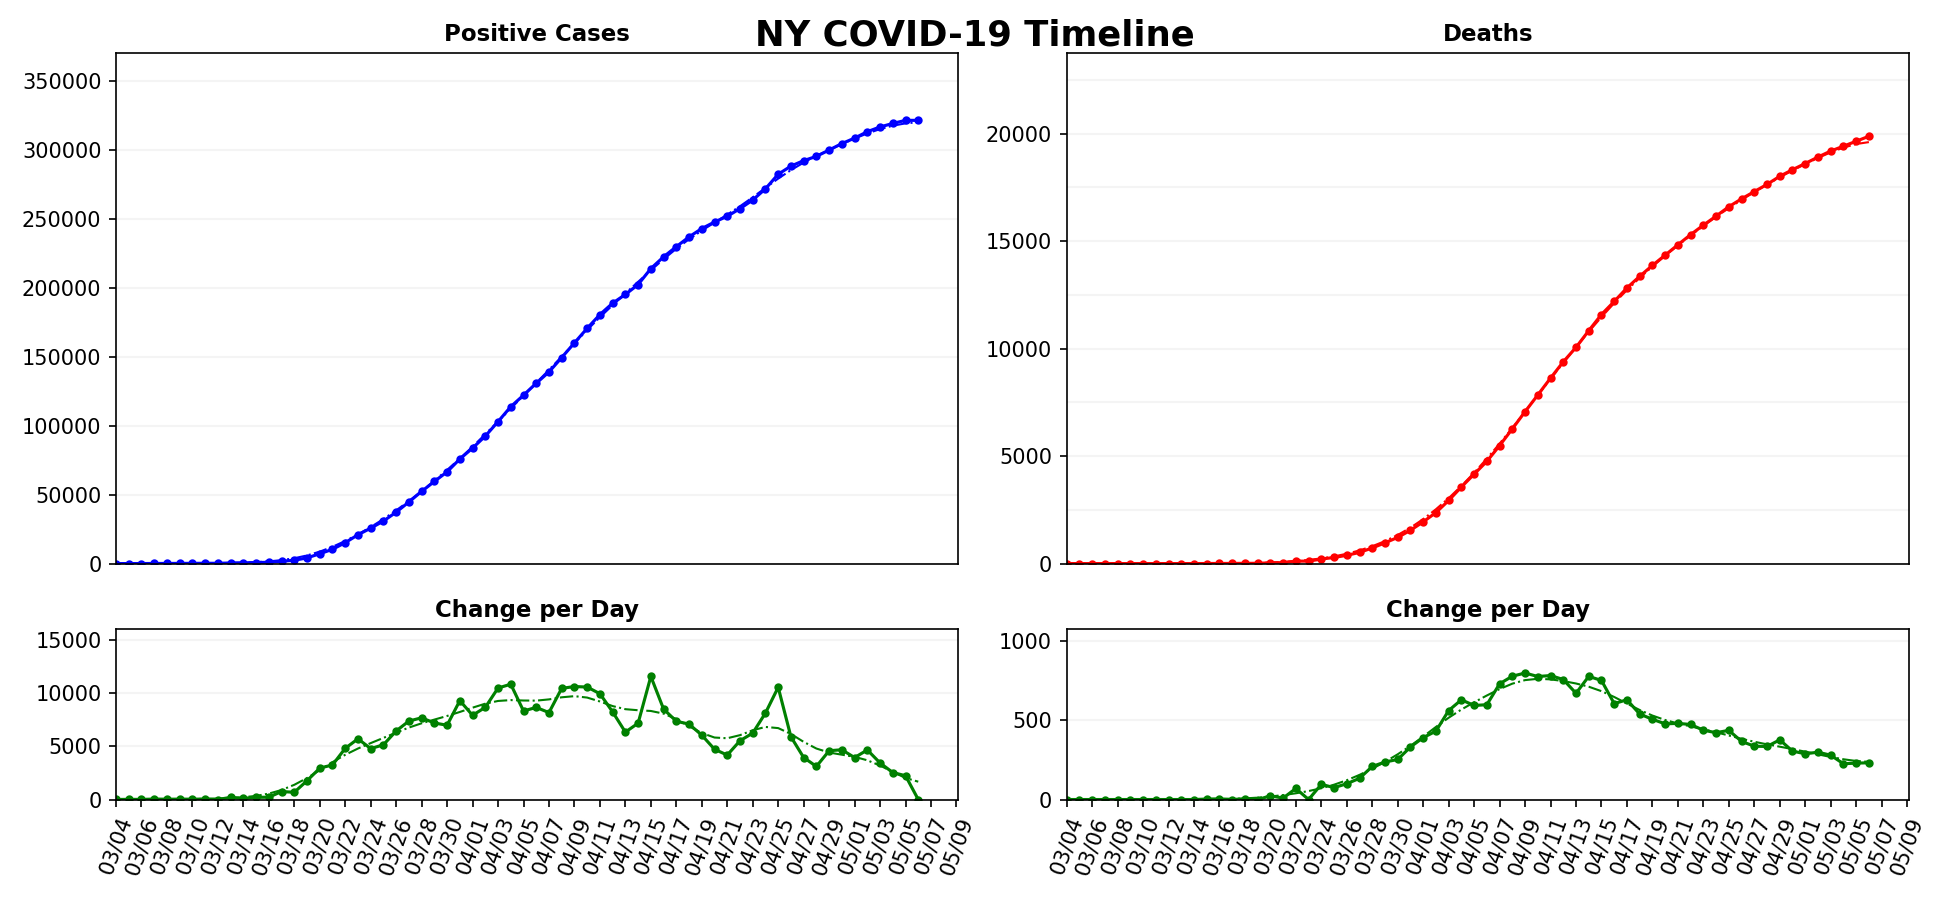 NY COVID-19 Timeline
Positive Cases
350000
300000
250000
200000
150000
100000
50000
0
Deaths
20000
15000
10000
5000
0
Change per Day
15000
10000
5000
0
03/04 03/06 03/08 03/10 03/12 03/14 03/16 03/18 03/20 03/22 03/24 03/26 03/28 03/30 04/01 04/03 04/05 04/07 04/09 04/11 04/13 04/15 04/17 04/19 04/21 04/23 04/25 04/27 04/29 05/01 05/03 05/05 05/07 05/09
Change per Day
1000
500
0
03/04 03/06 03/08 03/10 03/12 03/14 03/16 03/18 03/20 03/22 03/24 03/26 03/28 03/30 04/01 04/03 04/05 04/07 04/09 04/11 04/13 04/15 04/17 04/19 04/21 04/23 04/25 04/27 04/29 05/01 05/03 05/05 05/07 05/09